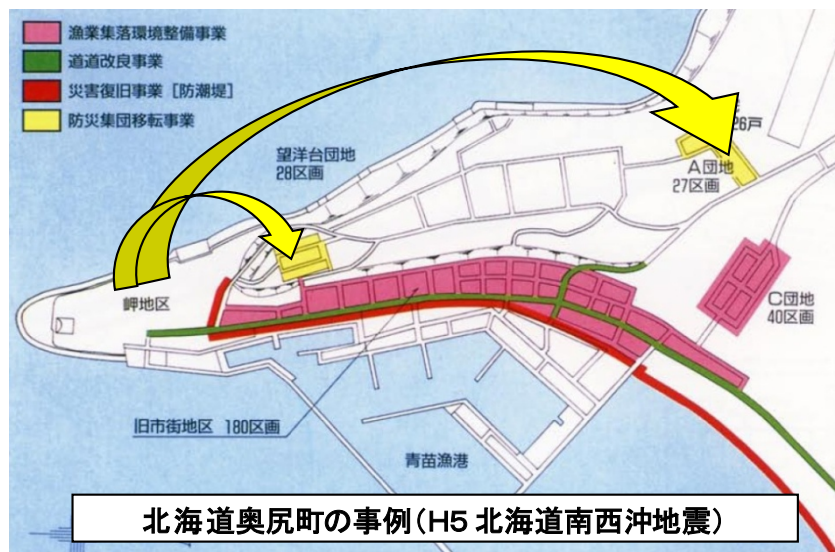 漁業集落環境整備事業
道道改良事業
災害復旧事業［防潮堤］
防災集団移転事業
望洋台団地
28区画
26戸
A団地
27区画
岬地区
C団地
40区画
旧市街地区 180区画
青苗漁港
北海道奥尻町の事例（H5 北海道南西沖地震）